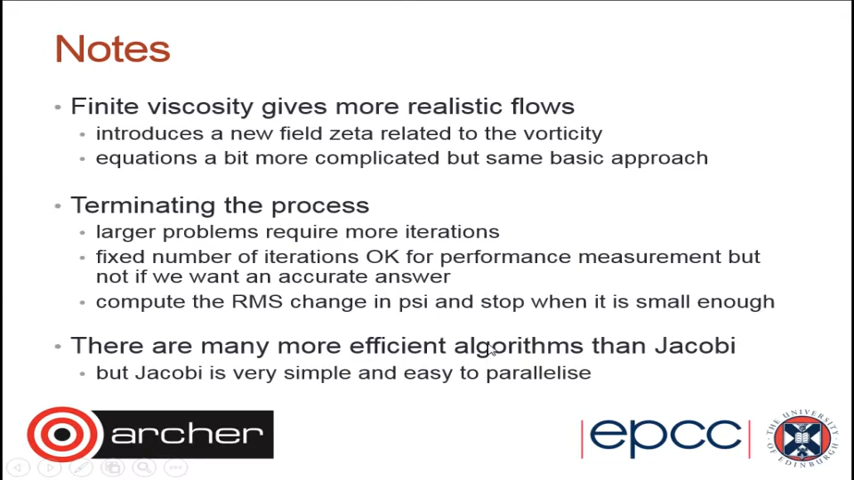 Notes
• Finite viscosity gives more realistic flows
• introduces a new field zeta related to the vorticity
• equations a bit more complicated but same basic approach
• Terminating the process
• larger problems require more iterations
• fixed number of iterations OK for performance measurement but
not if we want an accurate answer
• compute the RMS change in psi and stop when it is small enough
• There are many more efficient algorithms than Jacobi
• but Jacobi is very simple and easy to parallelise
archer
|epcc|
THE UNIVERSITY OF EDINBURGH